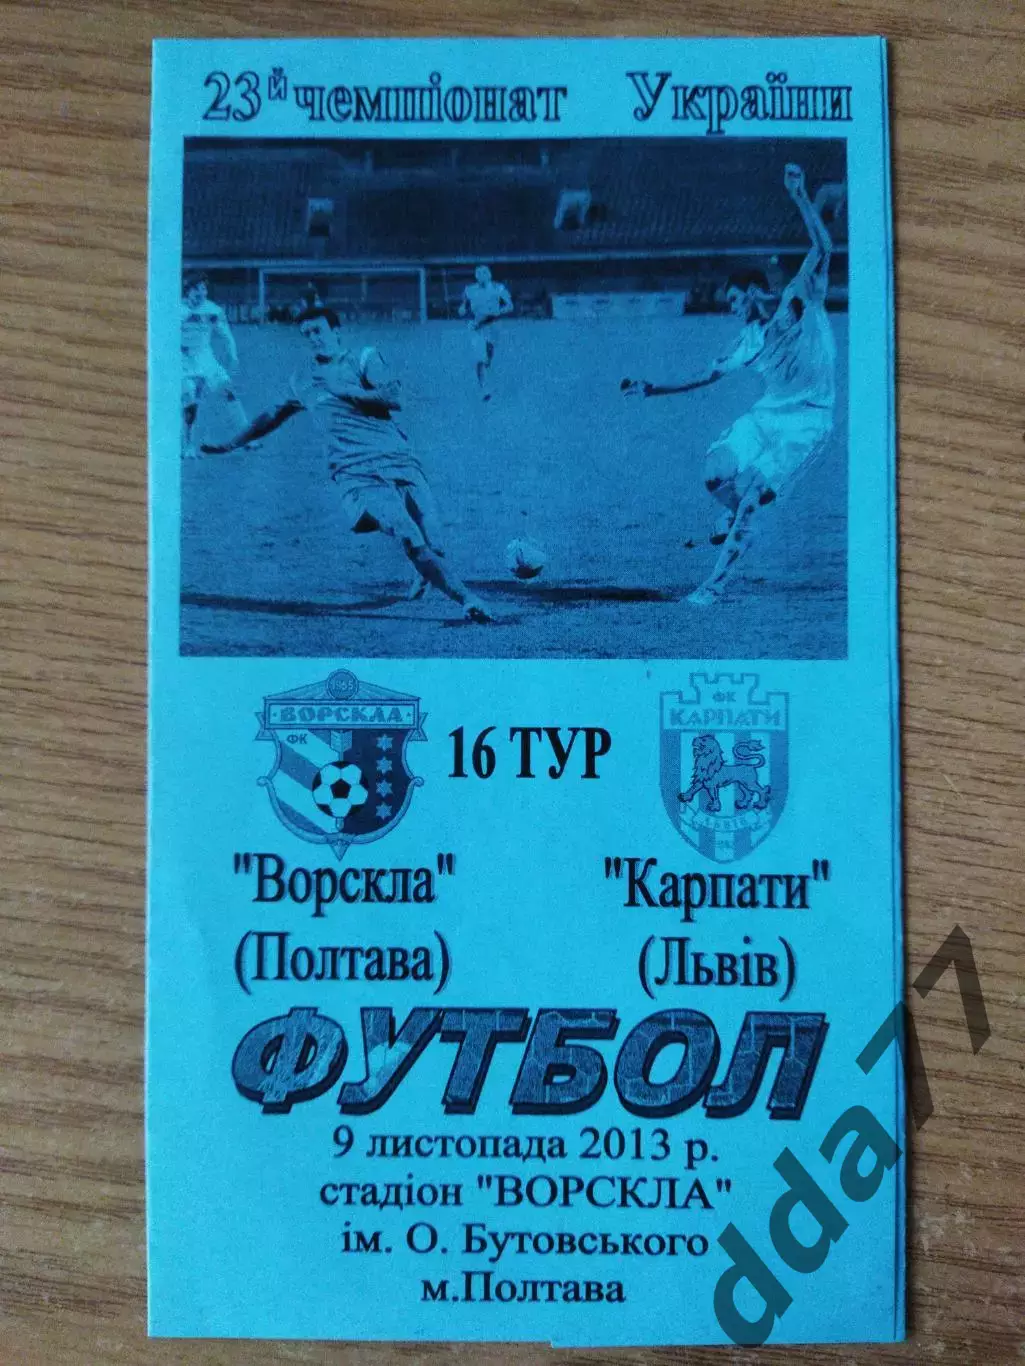 23й чемпіонат України
1955
ВОРСКЛА
ФК
ФК
КАРПАТИ
ЛЬВІВ
16 ТУР
"Ворскла" "Карпати"
(Полтава) (Львів)
ФУТБОЛ
9 листопада 2013 р.
стадіон "ВОРСКЛА"
ім. О. Бутовського
м.Полтава
dda77